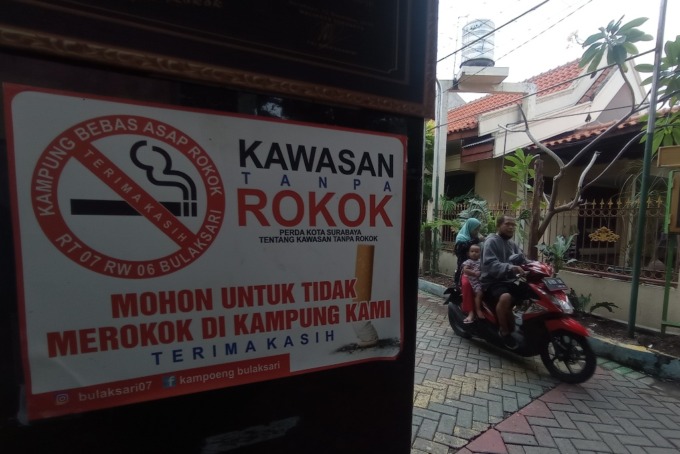 KAMPUNG BEBAS ASAP ROKOK
TERIMA KASIH
RT 07 RW 06 BULAKSARI
KAWASAN
TANPA
ROKOK
PERDA KOTA SURABAYA
TENTANG KAWASAN TANPA ROKOK
MOHON UNTUK TIDAK
MEROKOK DI KAMPUNG KAMI
TERIMA KASIH
bulaksari07 kampoeng bulaksari